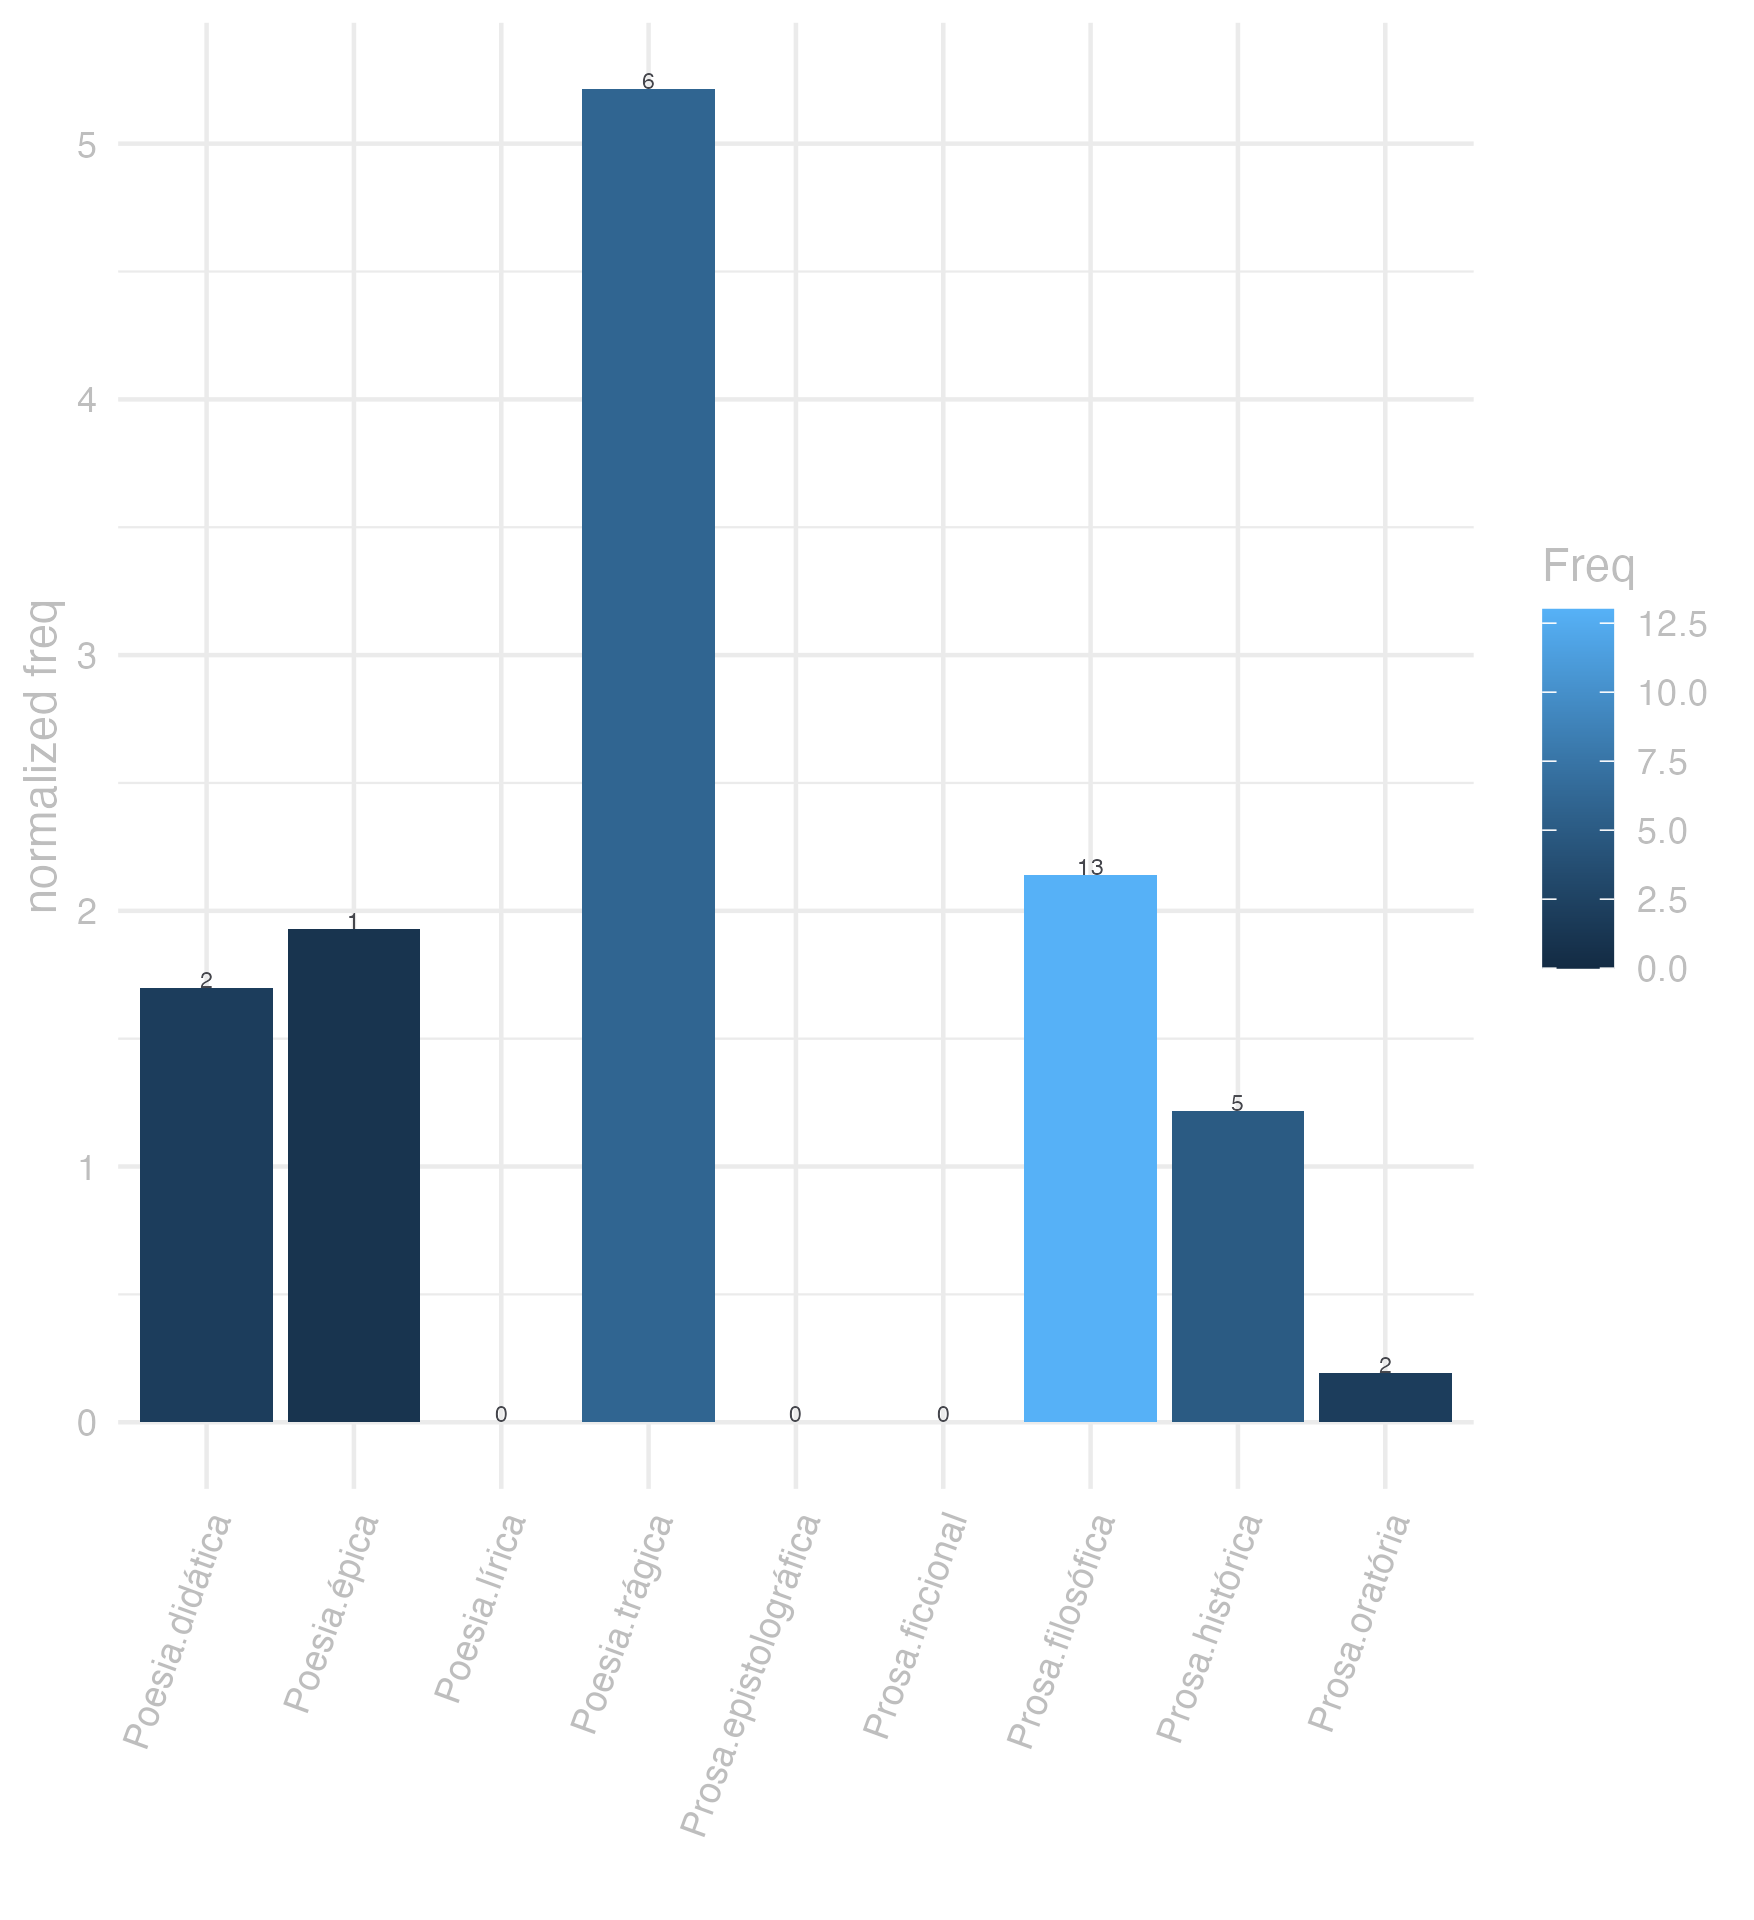 normalized freq
5
4
3
2
1
0
2
1
0
6
0
0
13
5
2
Poesia.didática
Poesia.épica
Poesia.lírica
Poesia.trágica
Prosa.epistolográfica
Prosa.ficcional
Prosa.filosófica
Prosa.histórica
Prosa.oratória
Freq
12.5
10.0
7.5
5.0
2.5
0.0